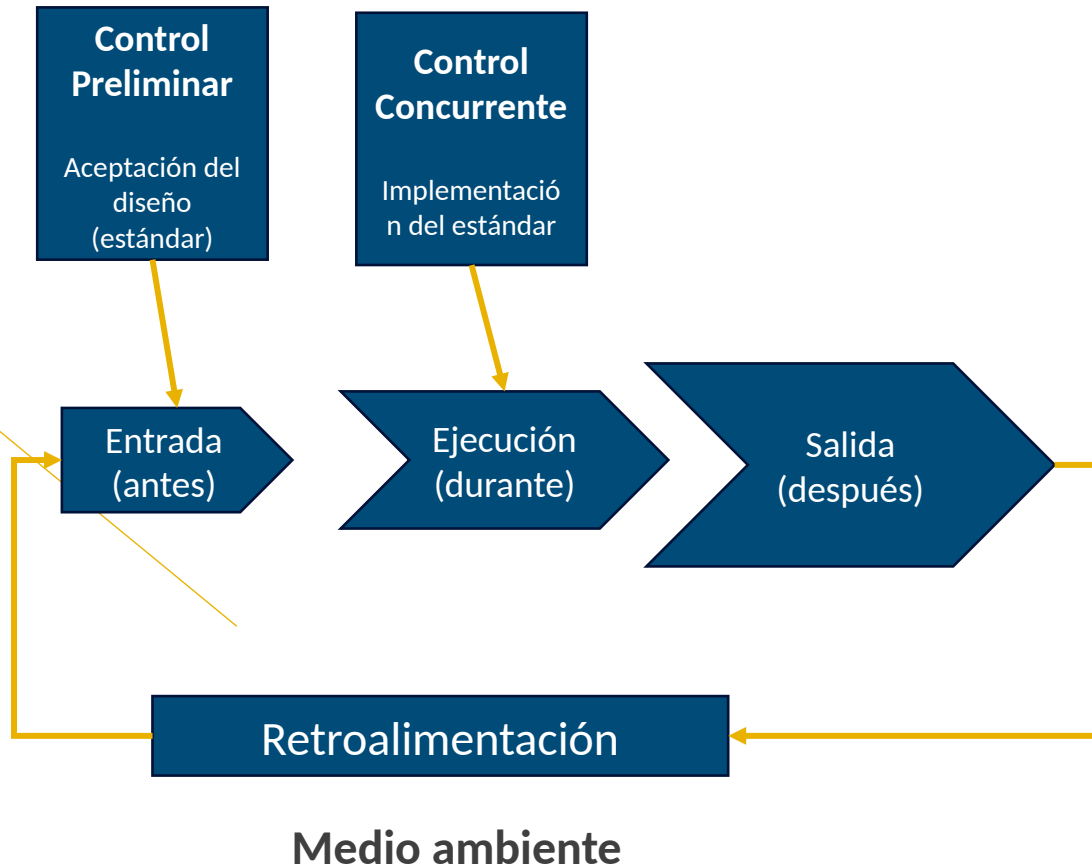 Control
Preliminar
Aceptación del
diseño
(estándar)
Control
Concurrente
Implementació
n del estándar
Entrada
(antes)
Ejecución
(durante)
Salida
(después)
Retroalimentación
Medio ambiente